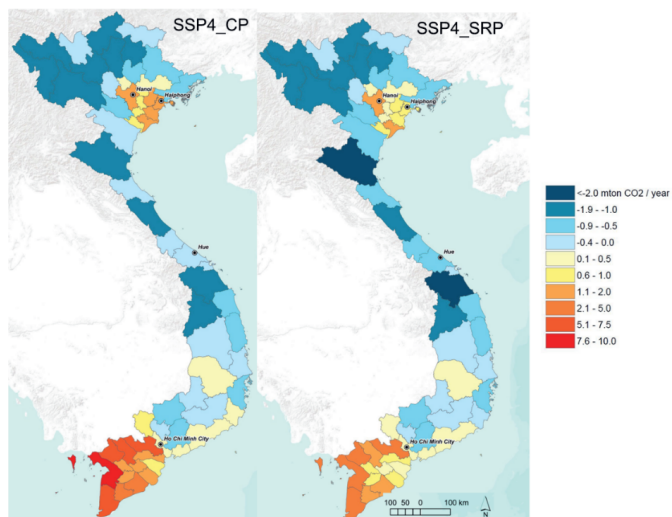 SSP4_CP
SSP4_SRP
Hanoi
Haiphong
Hanoi
Haiphong
Hue
Hue
Ho Chi Minh City
Ho Chi Minh City
<-2.0 mton CO2 / year
-1.9 - -1.0
-0.9 - -0.5
-0.4 - 0.0
0.1 - 0.5
0.6 - 1.0
1.1 - 2.0
2.1 - 5.0
5.1 - 7.5
7.6 - 10.0
100 50 0 100 km
N